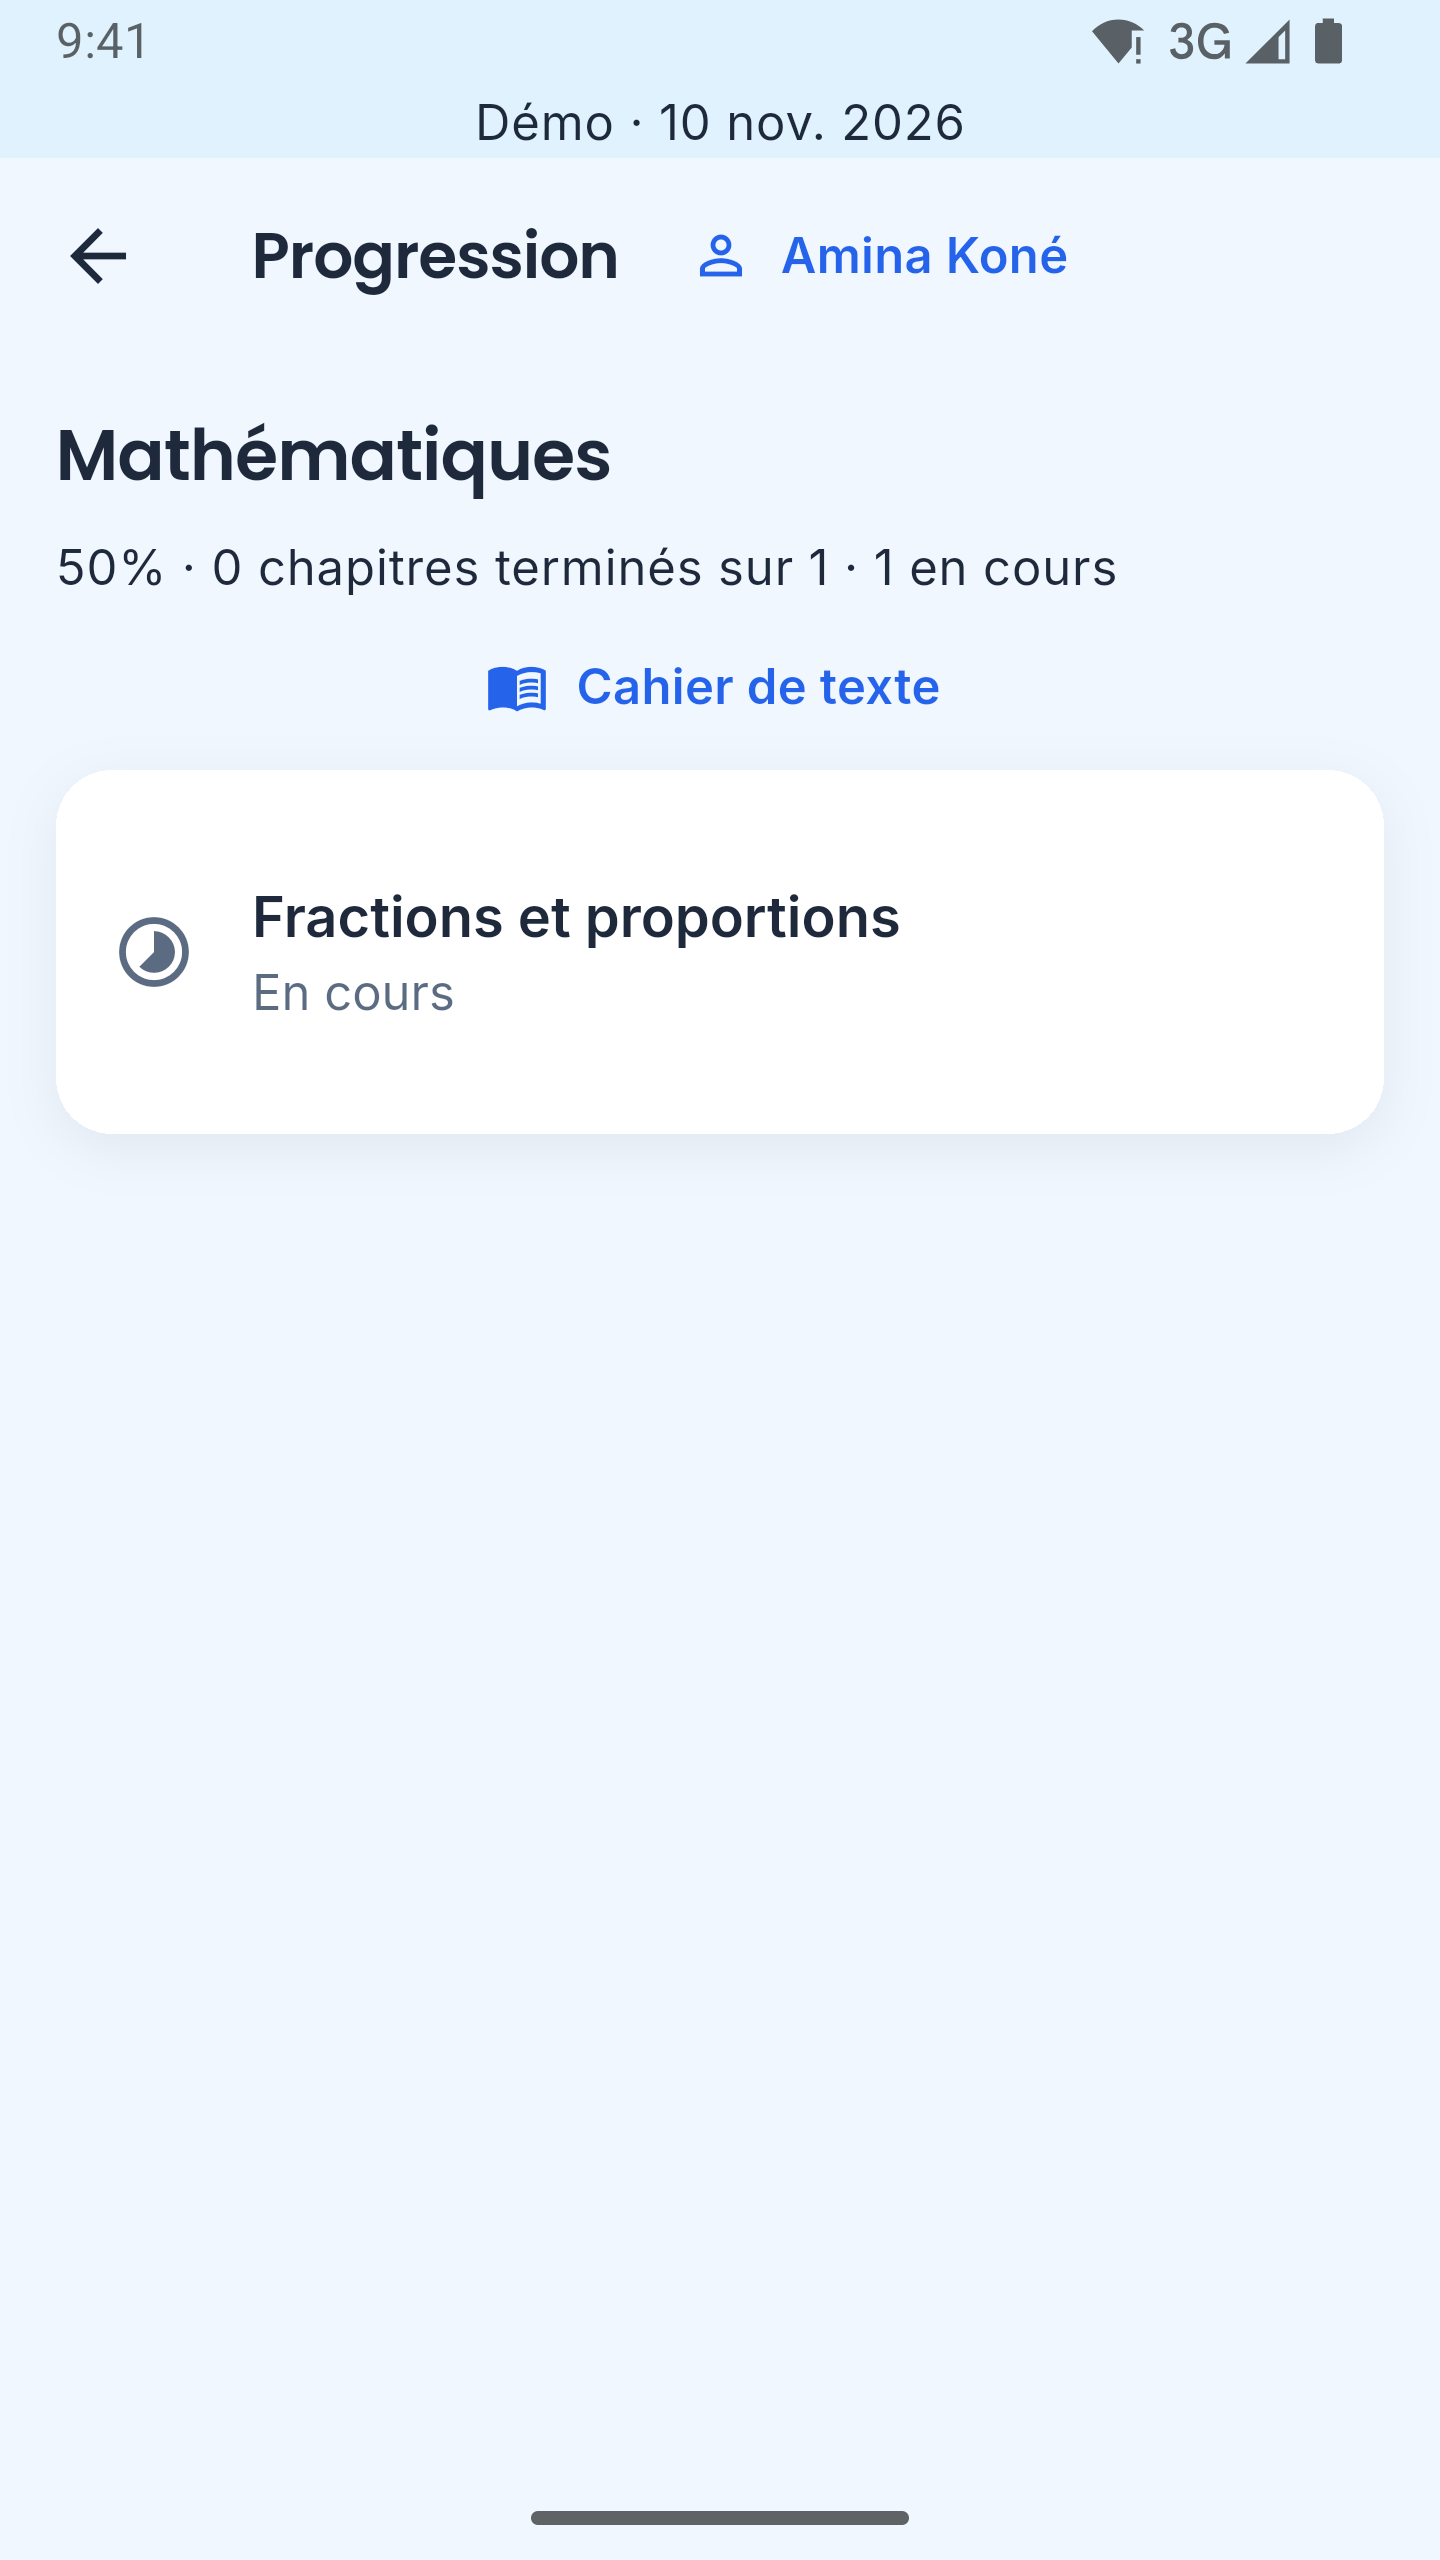 9:41
3G
Démo · 10 nov. 2026
Progression
Amina Koné
Mathématiques
50% · 0 chapitres terminés sur 1 · 1 en cours
Cahier de texte
Fractions et proportions
En cours